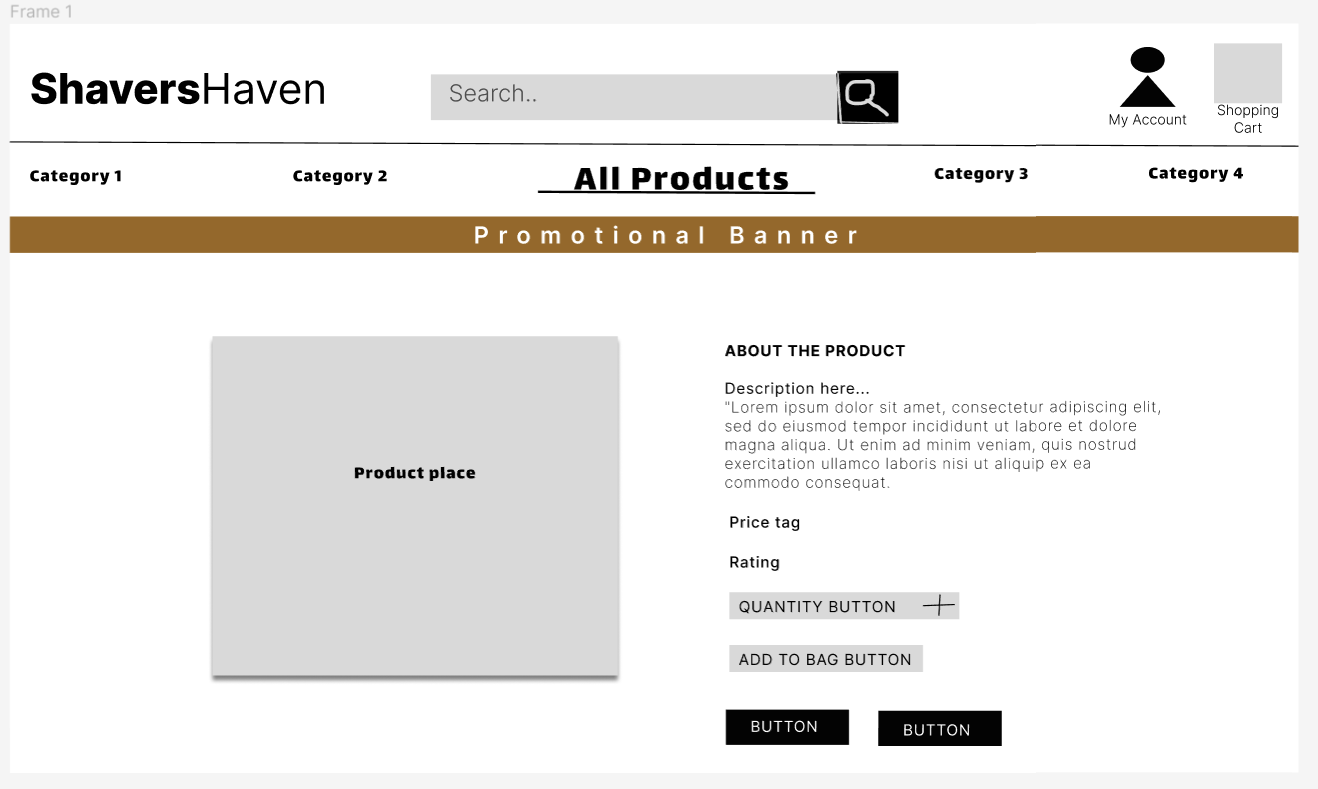 Frame 1
ShaversHaven
Search..
My Account
Shopping
Cart
Category 1
Category 2
All Products
Category 3
Category 4
Promotional Banner
Product place
ABOUT THE PRODUCT
Description here...
"Lorem ipsum dolor sit amet, consectetur adipiscing elit,
sed do eiusmod tempor incididunt ut labore et dolore
magna aliqua. Ut enim ad minim veniam, quis nostrud
exercitation ullamco laboris nisi ut aliquip ex ea
commodo consequat.
Price tag
Rating
QUANTITY BUTTON
ADD TO BAG BUTTON
BUTTON
BUTTON